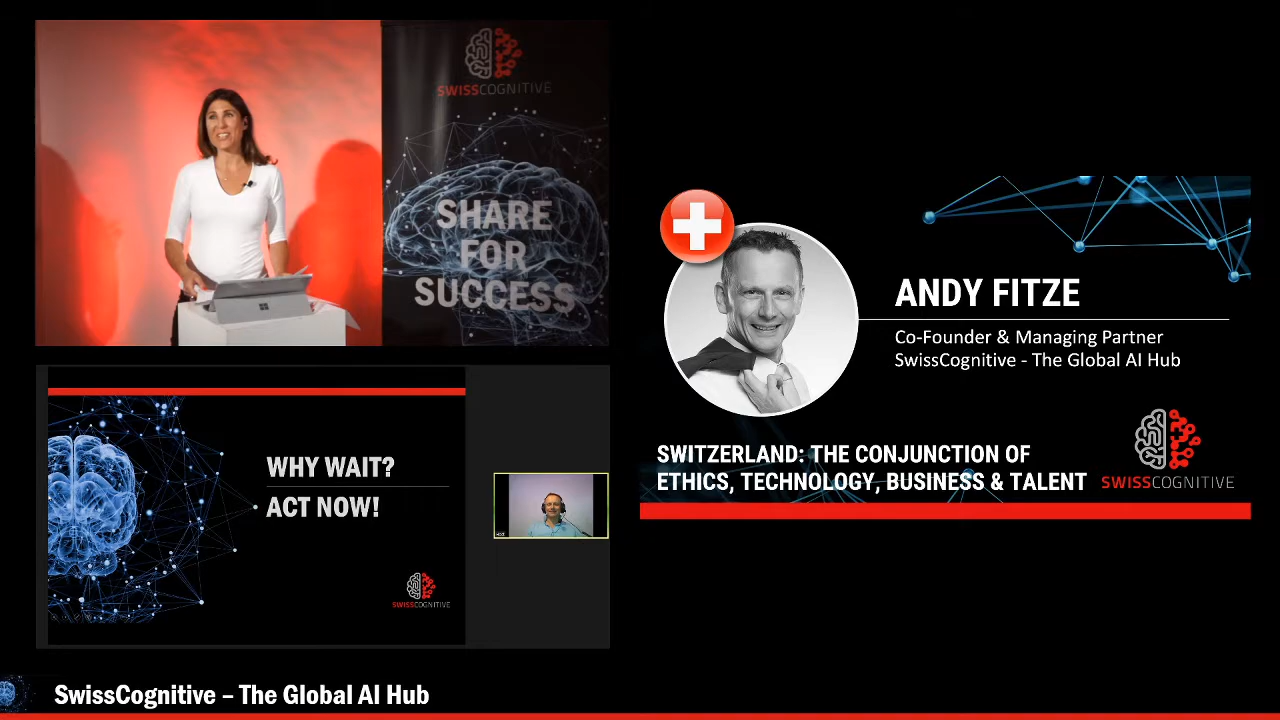 SWISSCOGNITIVE
SHARE
FOR
SUCCESS
WHY WAIT?
ACT NOW!
SWISSCOGNITIVE
ANDY FITZE
Co-Founder & Managing Partner
SwissCognitive - The Global AI Hub
SWITZERLAND: THE CONJUNCTION OF
ETHICS, TECHNOLOGY, BUSINESS & TALENT
SWISSCOGNITIVE
SwissCognitive – The Global AI Hub